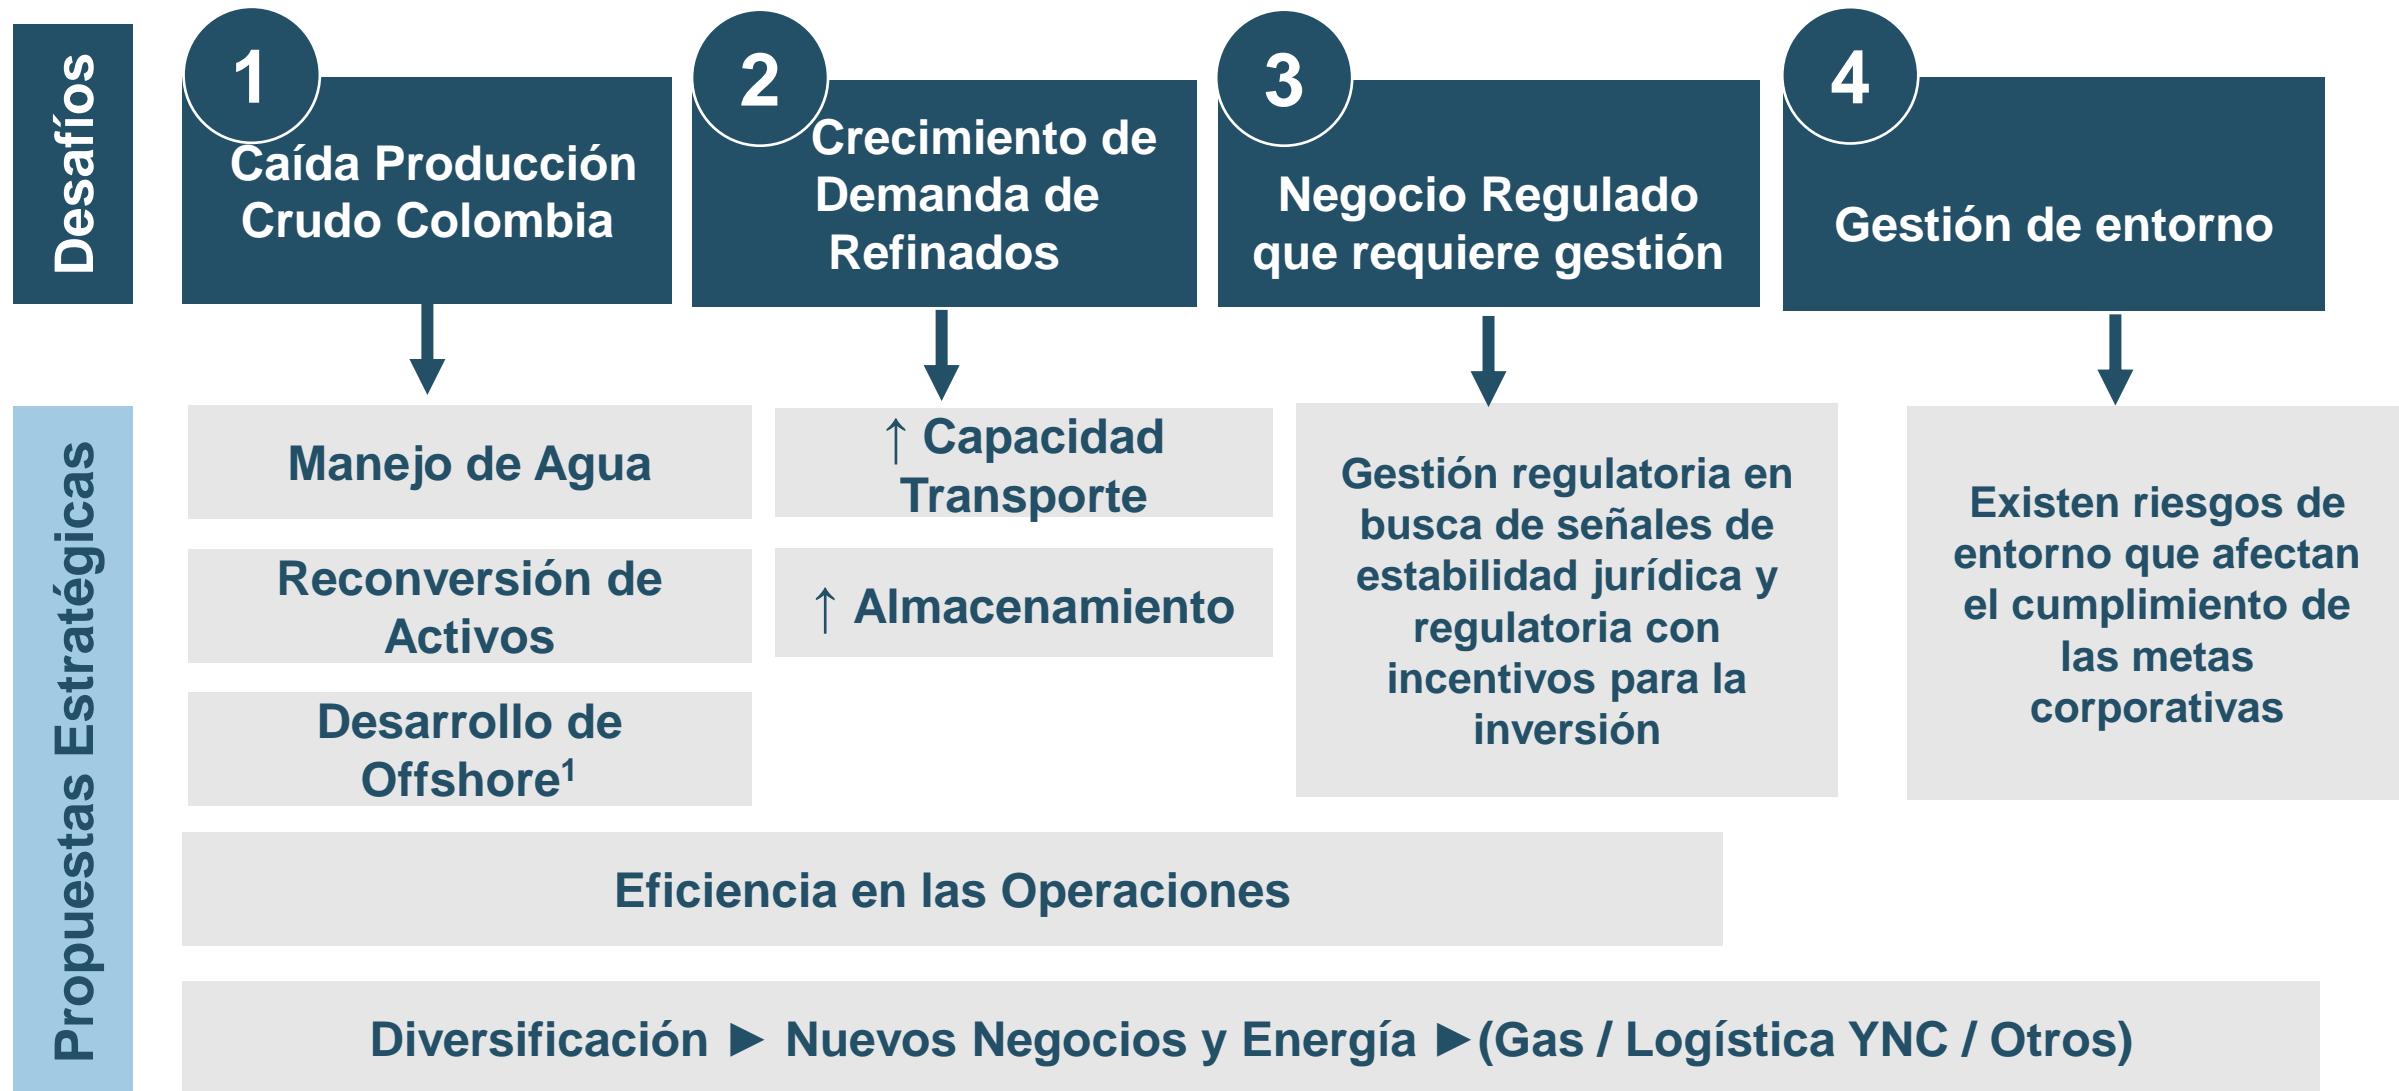 Desafíos
1
Caída Producción
Crudo Colombia
2
Crecimiento de
Demanda de
Refinados
3
Negocio Regulado
que requiere gestión
4
Gestión de entorno
Propuestas Estratégicas
Manejo de Agua
Reconversión de
Activos
Desarrollo de
Offshore¹
↑ Capacidad
Transporte
↑ Almacenamiento
Gestión regulatoria en
busca de señales de
estabilidad jurídica y
regulatoria con
incentivos para la
inversión
Existen riesgos de
entorno que afectan
el cumplimiento de
las metas
corporativas
Eficiencia en las Operaciones
Diversificación ► Nuevos Negocios y Energía ►(Gas / Logística YNC / Otros)